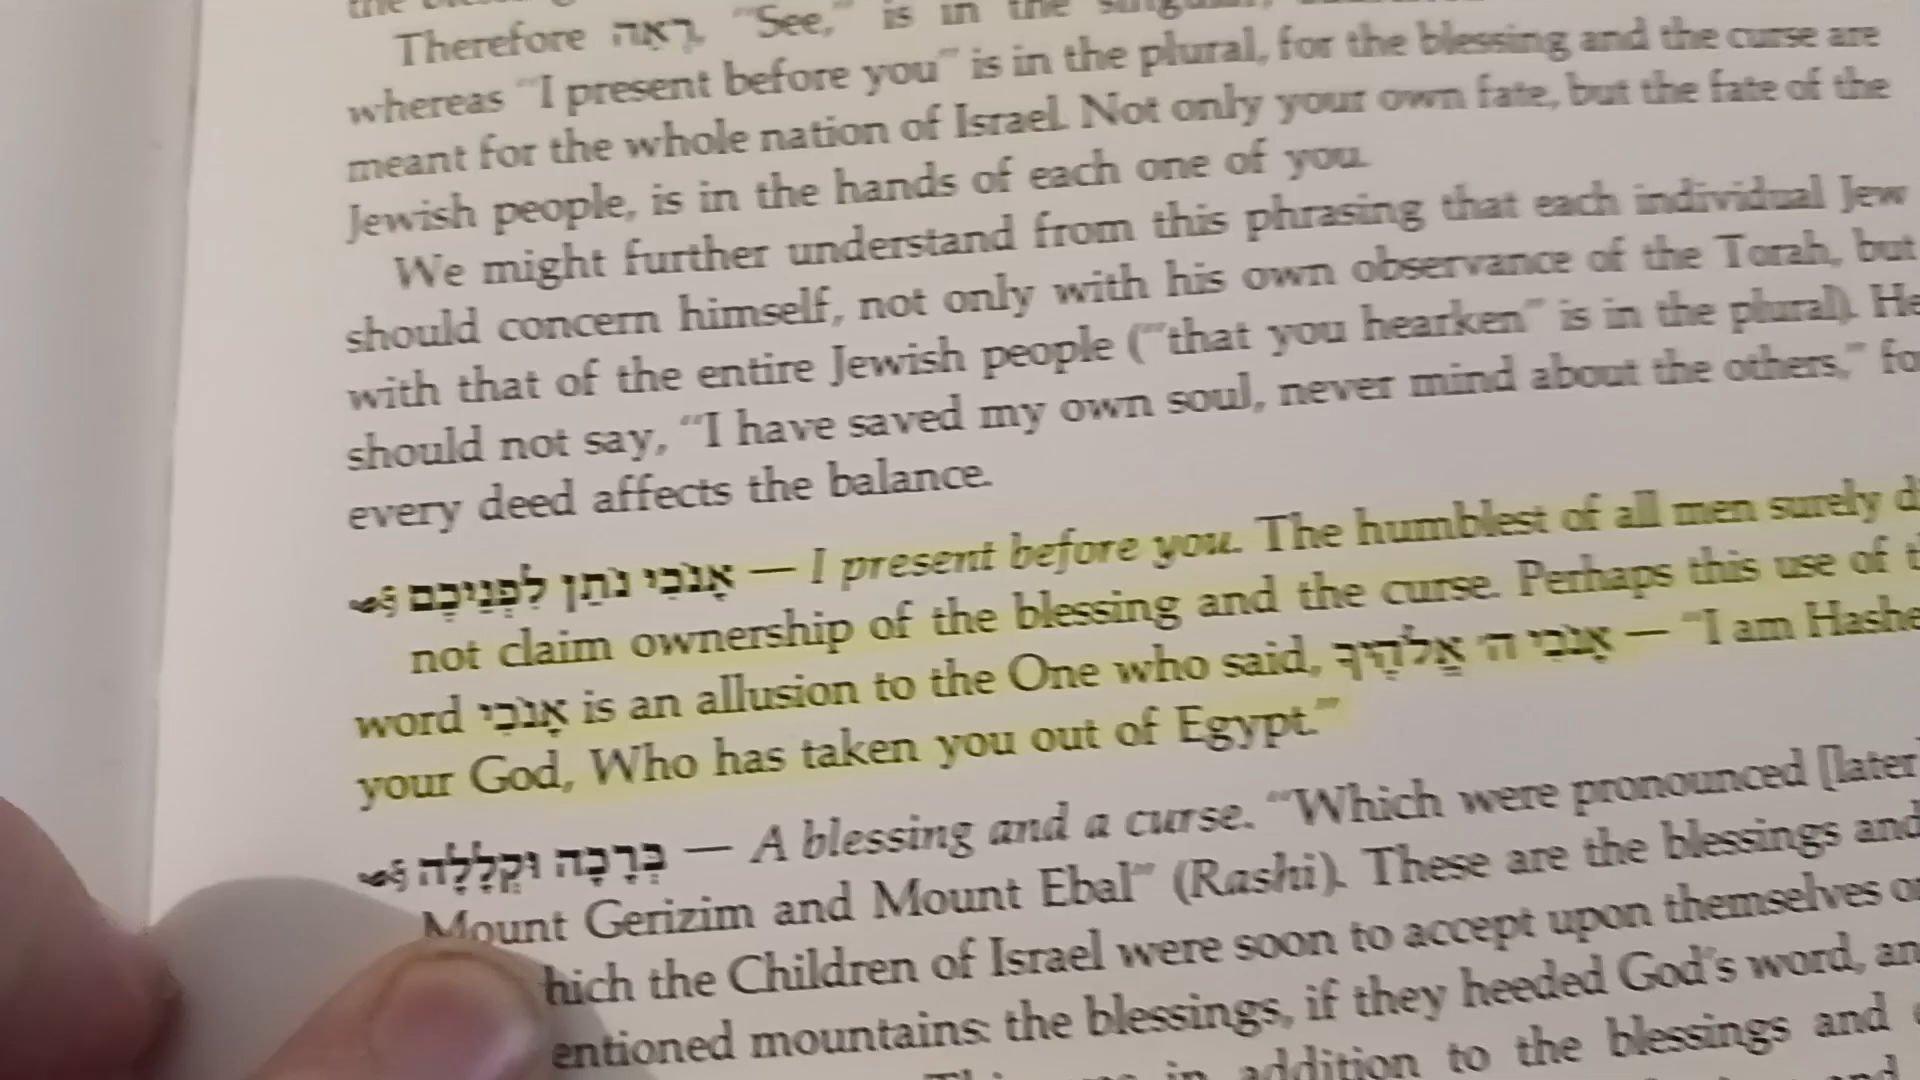 Therefore רְאֵה, "See," is in the singular,
whereas "I present before you" is in the plural, for the blessing and the curse are
meant for the whole nation of Israel. Not only your own fate, but the fate of the
Jewish people, is in the hands of each one of you.
We might further understand from this phrasing that each individual Jew
should concern himself, not only with his own observance of the Torah, but
with that of the entire Jewish people ("that you hearken" is in the plural). He
should not say, "I have saved my own soul, never mind about the others," for
every deed affects the balance.
אָנֹכִי נֹתֵן לִפְנֵיכֶם — I present before you. The humblest of all men surely
not claim ownership of the blessing and the curse. Perhaps this use of
word אָנֹכִי is an allusion to the One who said, אָנֹכִי ה' אֱלֹהֶיךָ — "I am
your God, Who has taken you out of Egypt."
בְּרָכָה וּקְלָלָה — A blessing and a curse. "Which were pronounced [later]
Mount Gerizim and Mount Ebal" (Rashi). These are the blessings and
hich the Children of Israel were soon to accept upon themselves
entioned mountains: the blessings, if they heeded God's word,
in addition to the blessings and